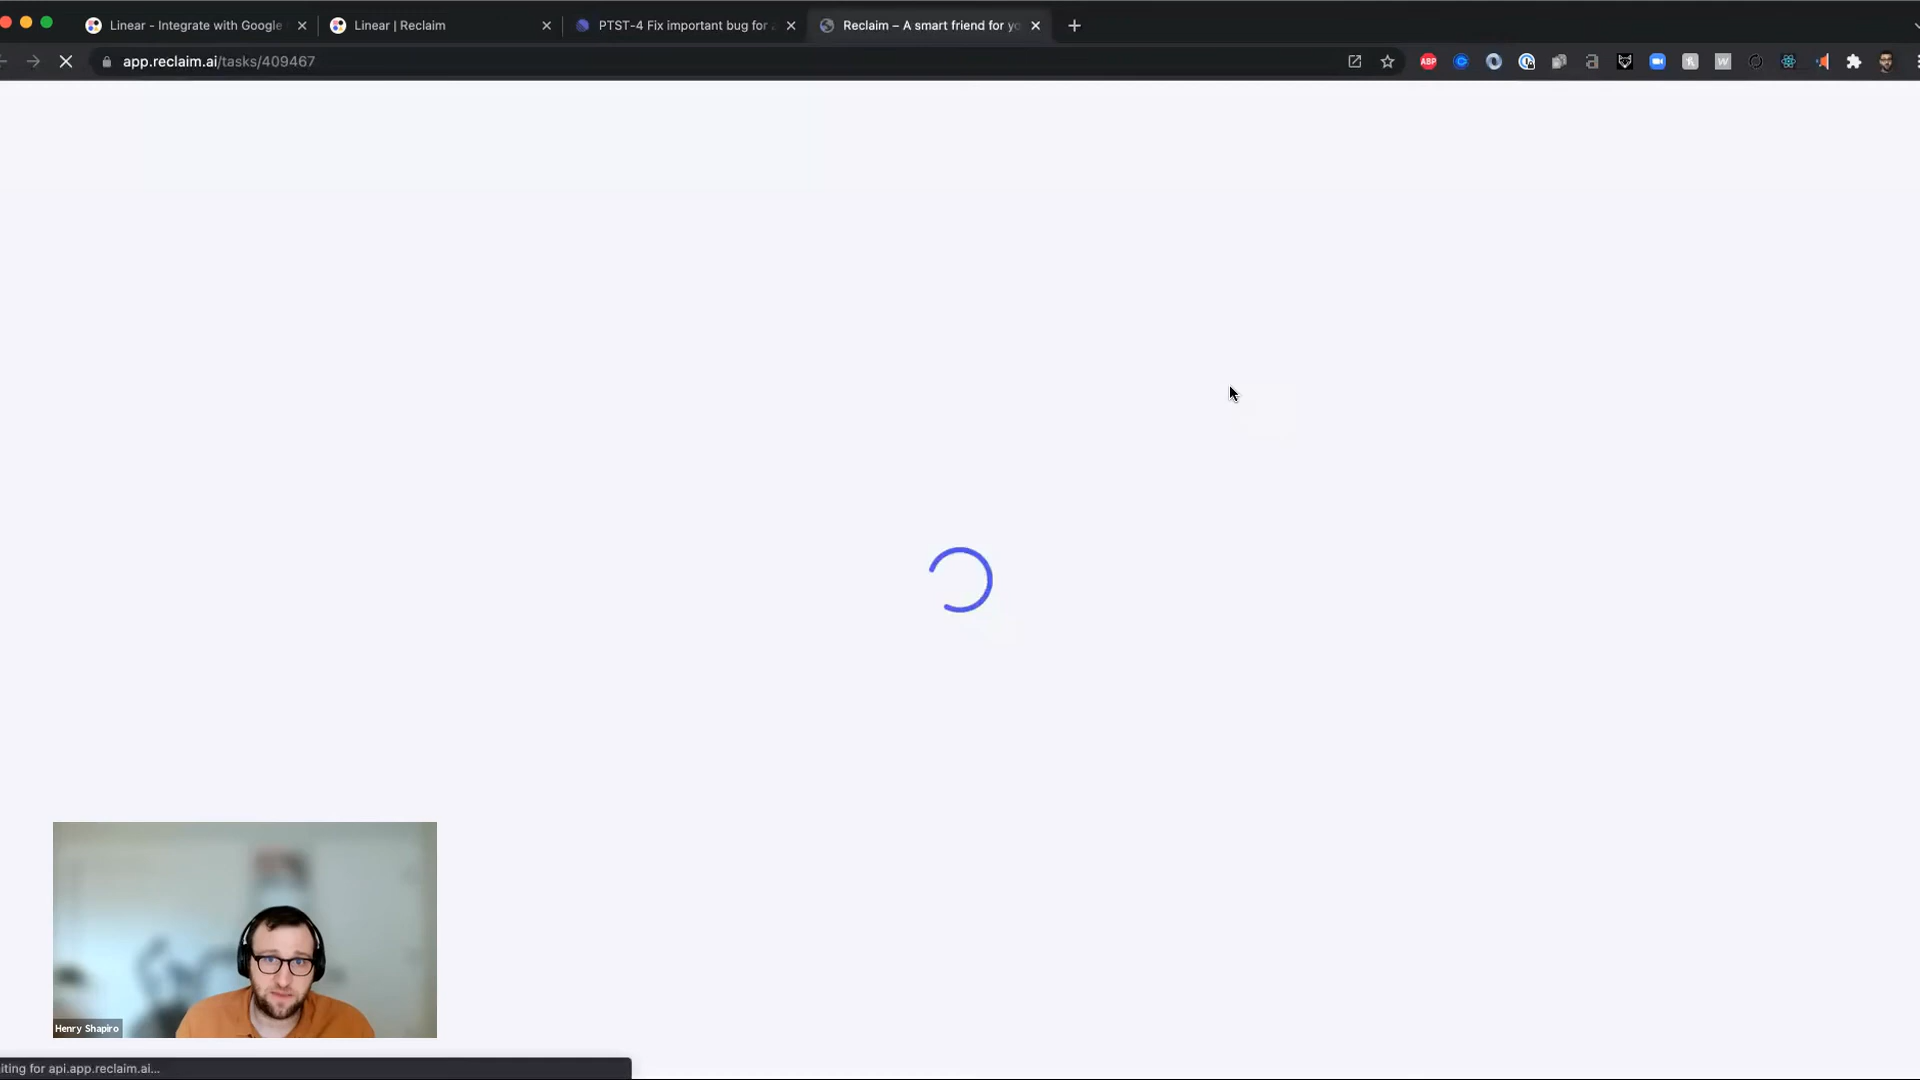 Linear - Integrate with Google
Linear | Reclaim
PTST-4 Fix important bug for
Reclaim – A smart friend for yo
app.reclaim.ai/tasks/409467
ABP
W
Henry Shapiro
iting for api.app.reclaim.ai...